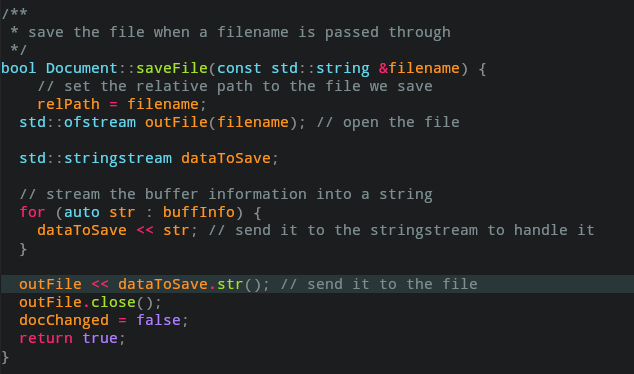 /**
 * save the file when a filename is passed through
 */
bool Document::saveFile(const std::string &filename) {
    // set the relative path to the file we save
    relPath = filename;
  std::ofstream outFile(filename); // open the file

  std::stringstream dataToSave;

  // stream the buffer information into a string
  for (auto str : buffInfo) {
    dataToSave << str; // send it to the stringstream to handle it
  }

  outFile << dataToSave.str(); // send it to the file
  outFile.close();
  docChanged = false;
  return true;
}